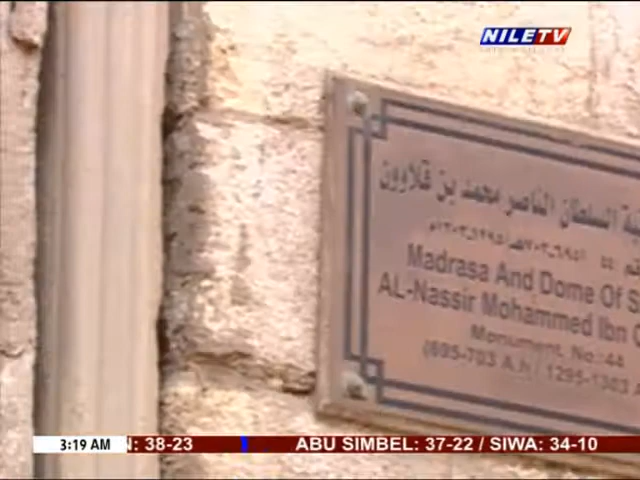 NILETV
السلطان الناصر محمد بن قلاوون
٤٤
Madrasa And Dome Of S
AL-Nassir Mohammed Ibn
Monument. No:44
(695-703 A.h / 1295-1303
3:19 AM
N: 38-23
ABU SIMBEL: 37-22 / SIWA: 34-10